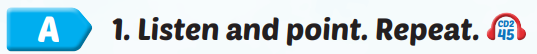 A 1. Listen and point. Repeat. CD2 45